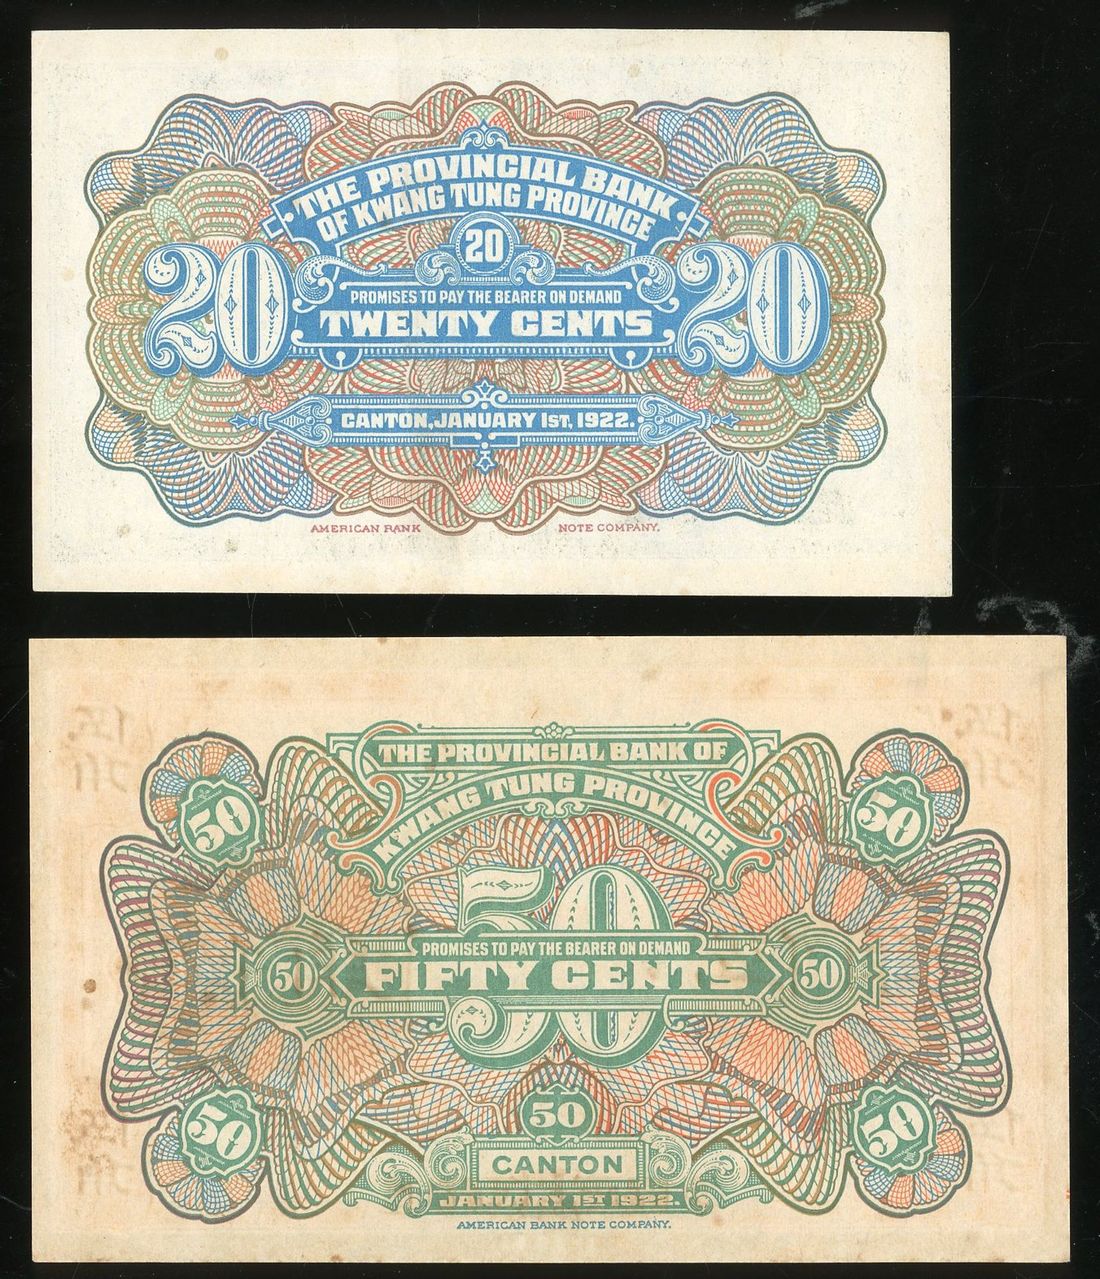 THE PROVINCIAL BANK
OF KWANG TUNG PROVINCE
20
20
20
PROMISES TO PAY THE BEARER ON DEMAND
TWENTY CENTS
CANTON, JANUARY 1ST, 1922.
AMERICAN BANK NOTE COMPANY.
THE PROVINCIAL BANK OF
KWANG TUNG PROVINCE
50
50
50
PROMISES TO PAY THE BEARER ON DEMAND
50
FIFTY CENTS
50
50
50
50
CANTON
JANUARY 1ST 1922.
AMERICAN BANK NOTE COMPANY.